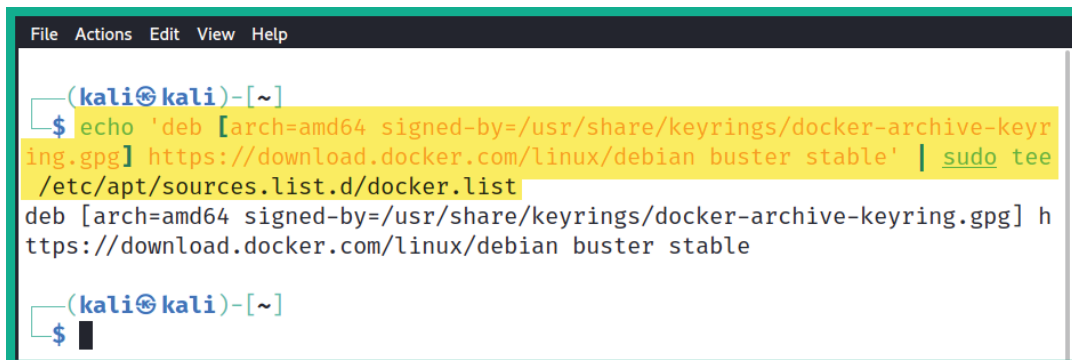 File Actions Edit View Help
┌──(kali㉿kali)-[~]
└─$ echo 'deb [arch=amd64 signed-by=/usr/share/keyrings/docker-archive-keyr
ing.gpg] https://download.docker.com/linux/debian buster stable' | sudo tee
 /etc/apt/sources.list.d/docker.list
deb [arch=amd64 signed-by=/usr/share/keyrings/docker-archive-keyring.gpg] h
ttps://download.docker.com/linux/debian buster stable
┌──(kali㉿kali)-[~]
└─$